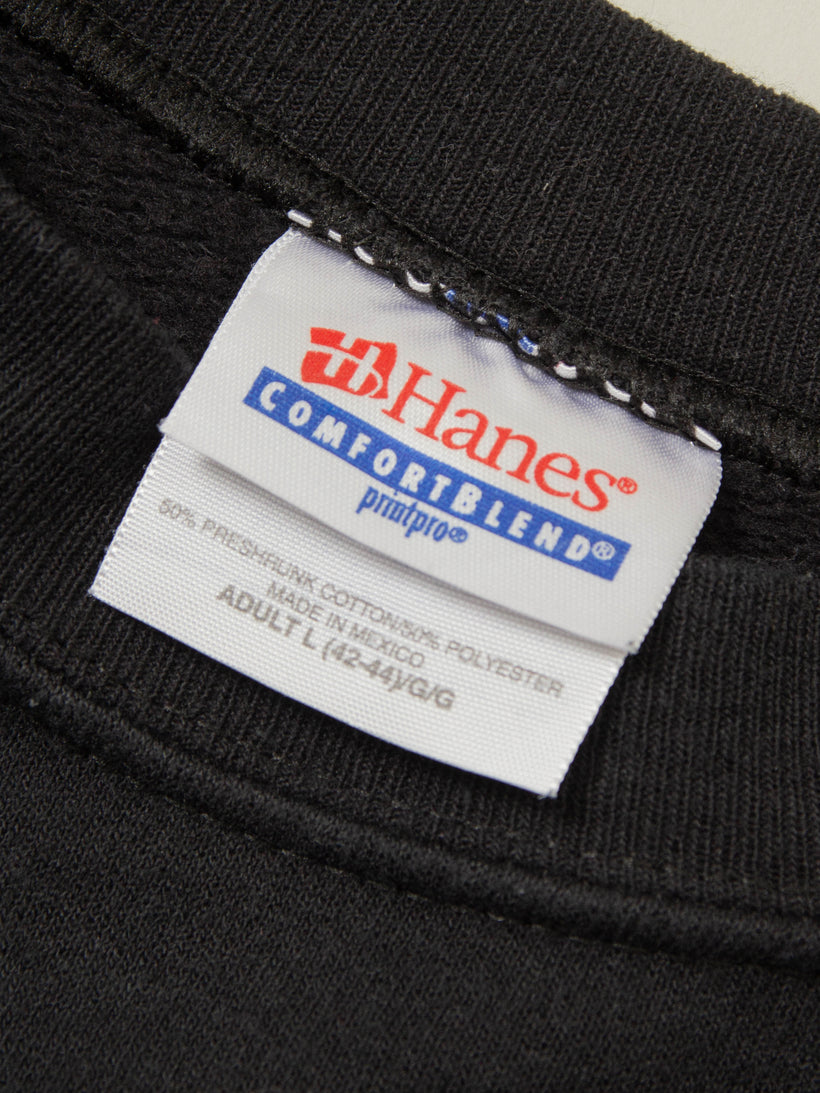 Hanes®
COMFORTBLEND®
printpro®
50% PRESHRUNK COTTON/50% POLYESTER
MADE IN MEXICO
ADULT L (42-44)/G/G